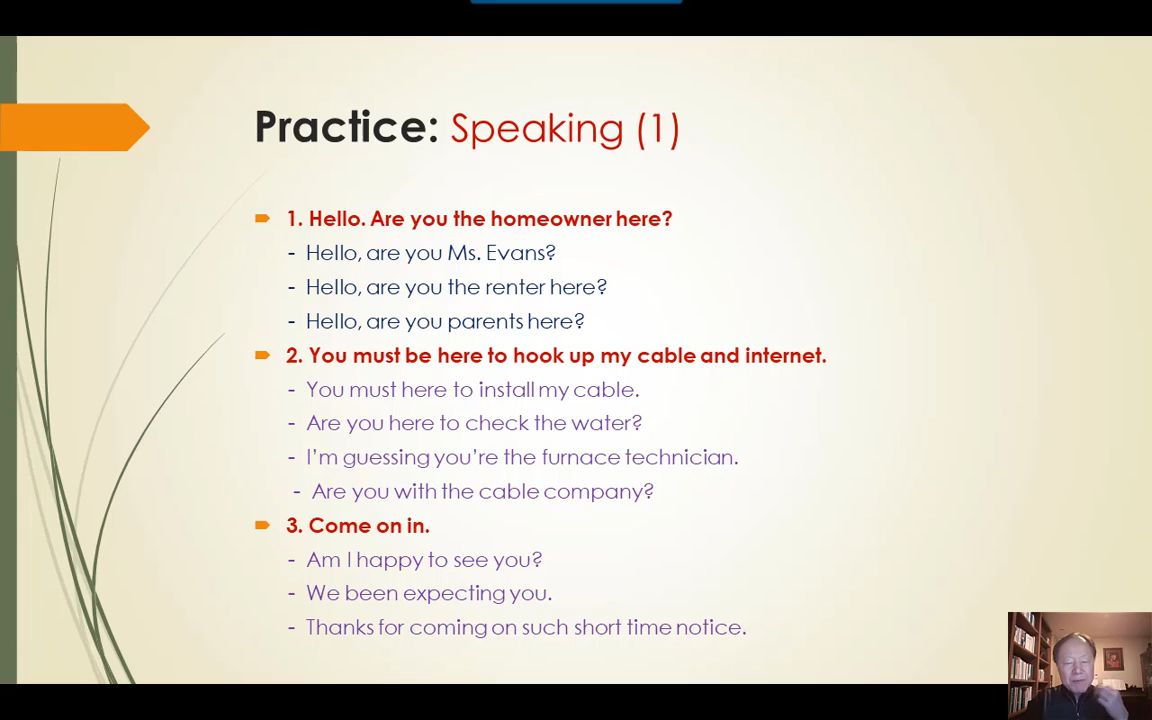 Practice: Speaking (1)
1. Hello. Are you the homeowner here?
- Hello, are you Ms. Evans?
- Hello, are you the renter here?
- Hello, are you parents here?
2. You must be here to hook up my cable and internet.
- You must here to install my cable.
- Are you here to check the water?
- I'm guessing you're the furnace technician.
- Are you with the cable company?
3. Come on in.
- Am I happy to see you?
- We been expecting you.
- Thanks for coming on such short time notice.